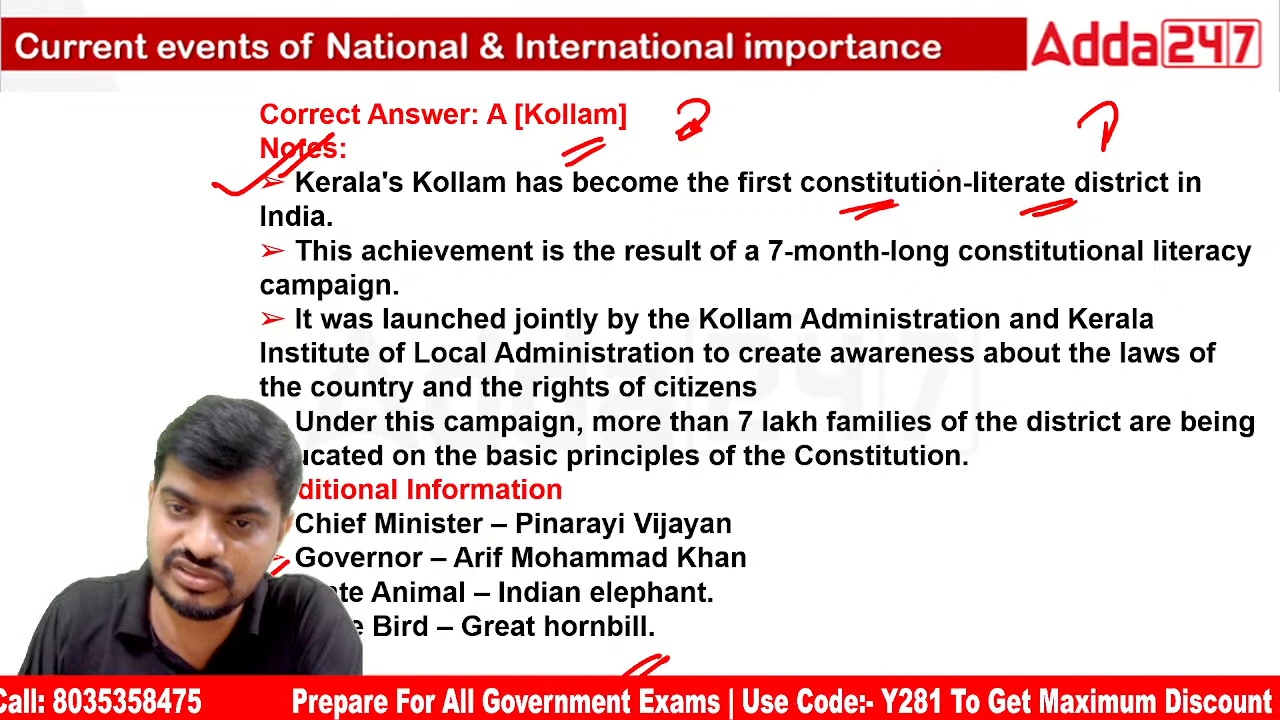 Current events of National & International importance
Adda247
Correct Answer: A [Kollam]
Notes:
➢ Kerala's Kollam has become the first constitution-literate district in
India.
➢ This achievement is the result of a 7-month-long constitutional literacy
campaign.
➢ It was launched jointly by the Kollam Administration and Kerala
Institute of Local Administration to create awareness about the laws of
the country and the rights of citizens
Under this campaign, more than 7 lakh families of the district are being
ucated on the basic principles of the Constitution.
ditional Information
Chief Minister – Pinarayi Vijayan
➢ Governor – Arif Mohammad Khan
te Animal – Indian elephant.
e Bird – Great hornbill.
Call: 8035358475 Prepare For All Government Exams | Use Code:- Y281 To Get Maximum Discount